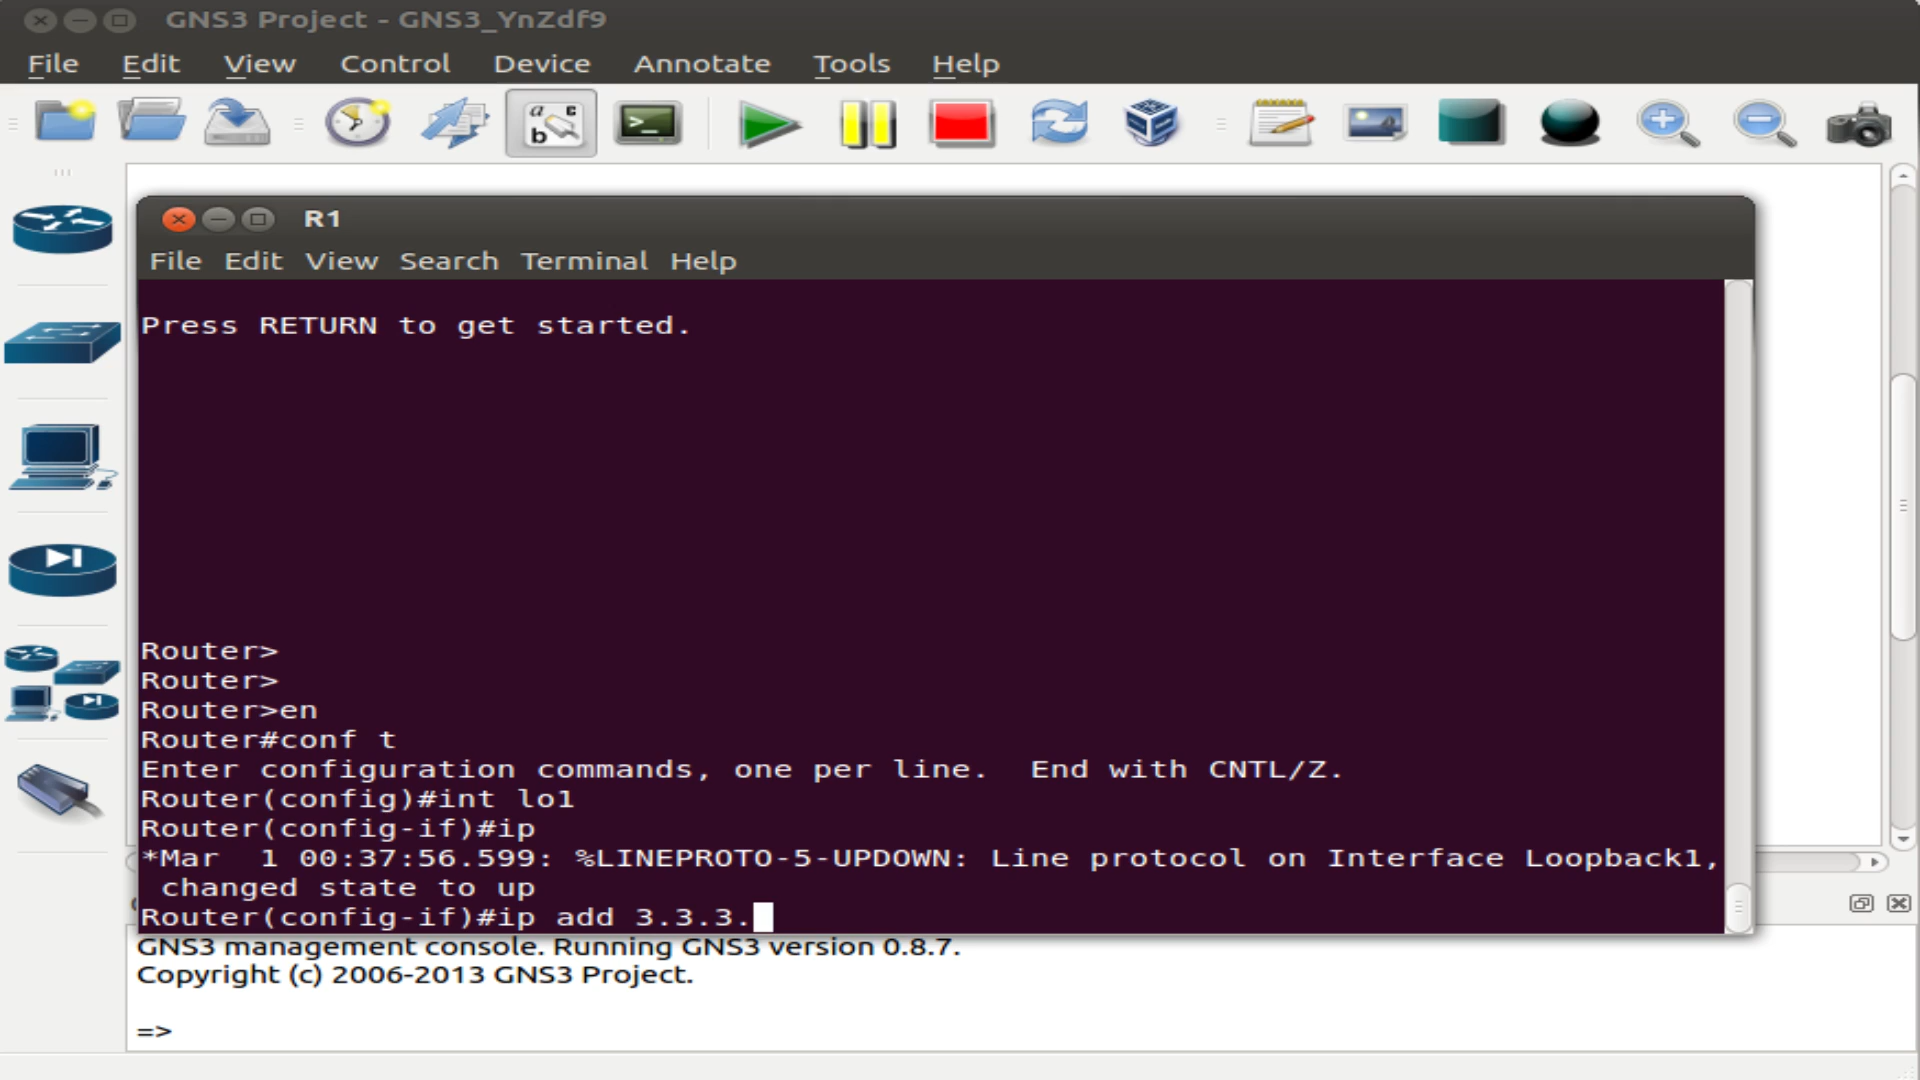 GNS3 Project - GNS3_YnZdf9
File Edit View Control Device Annotate Tools Help
a c
b
>_
R1
File Edit View Search Terminal Help
Press RETURN to get started.
Router>
Router>
Router>en
Router#conf t
Enter configuration commands, one per line.  End with CNTL/Z.
Router(config)#int lo1
Router(config-if)#ip
*Mar  1 00:37:56.599: %LINEPROTO-5-UPDOWN: Line protocol on Interface Loopback1,
 changed state to up
Router(config-if)#ip add 3.3.3.
GNS3 management console. Running GNS3 version 0.8.7.
Copyright (c) 2006-2013 GNS3 Project.
=>